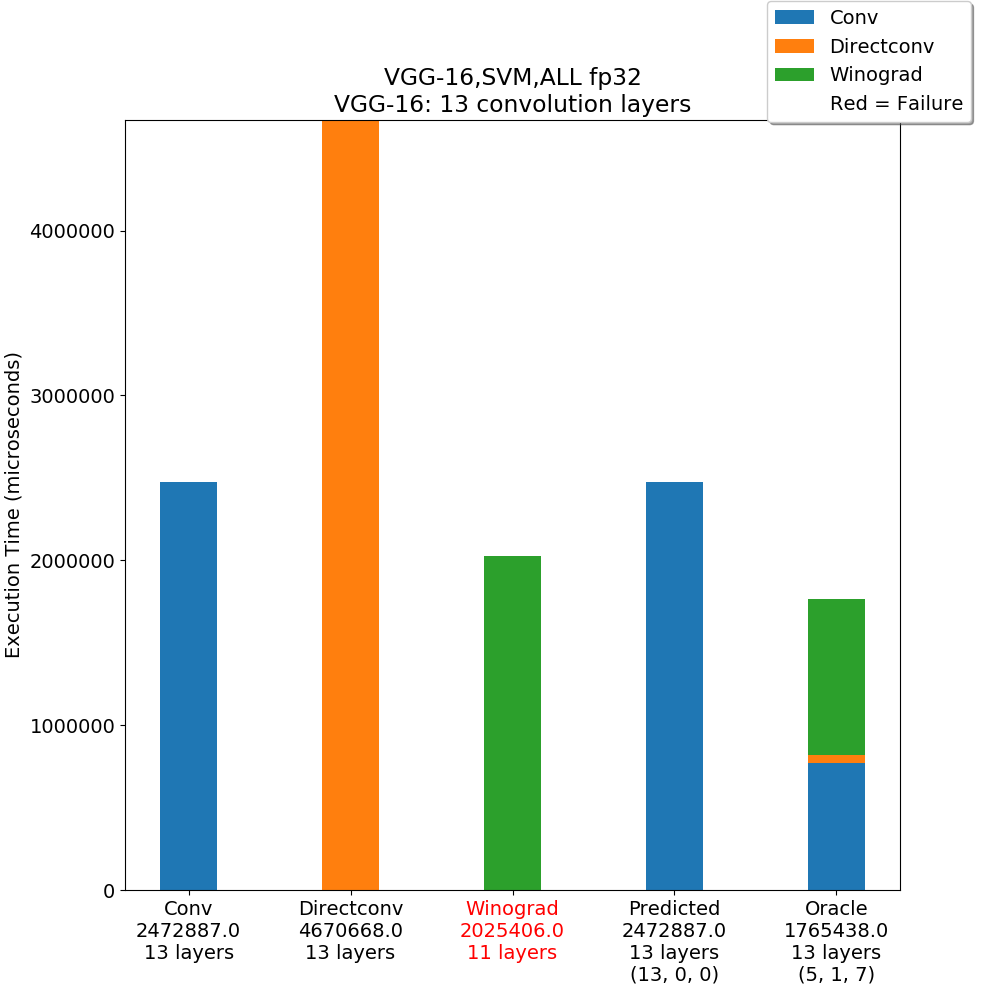 Conv
Directconv
Winograd
Red = Failure
VGG-16,SVM,ALL fp32
VGG-16: 13 convolution layers
Execution Time (microseconds)
4000000
3000000
2000000
1000000
0
Conv
2472887.0
13 layers
Directconv
4670668.0
13 layers
Winograd
2025406.0
11 layers
Predicted
2472887.0
13 layers
(13, 0, 0)
Oracle
1765438.0
13 layers
(5, 1, 7)